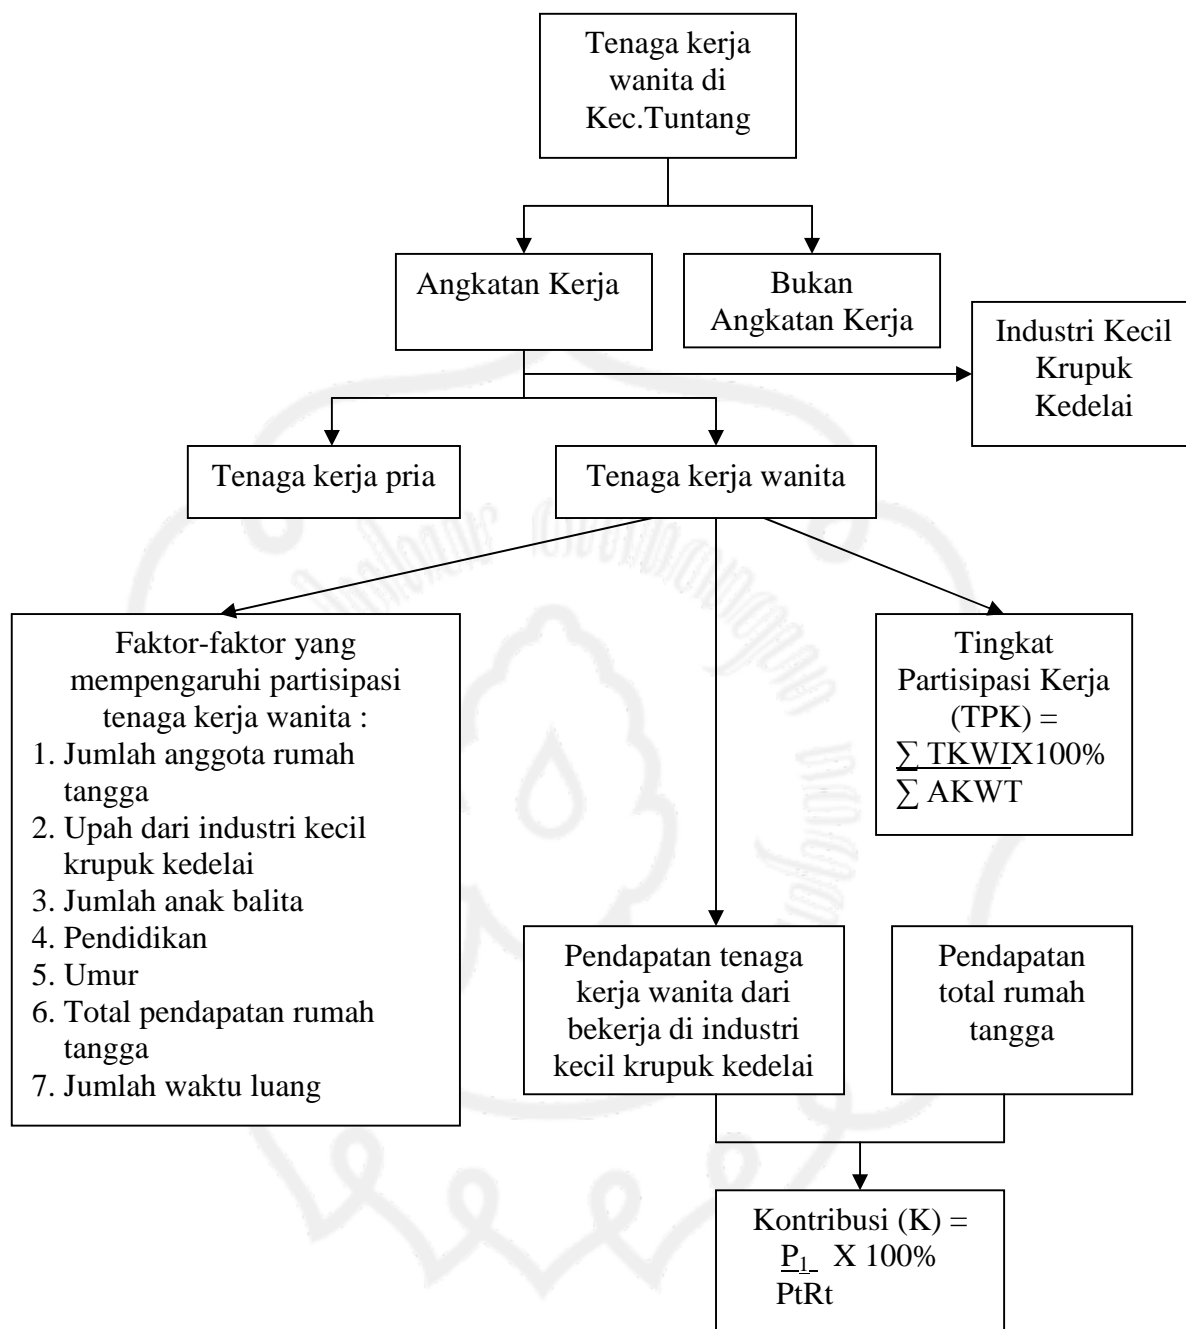 Tenaga kerja
wanita di
Kec.Tuntang
Angkatan Kerja
Bukan
Angkatan Kerja
Industri Kecil
Krupuk
Kedelai
Tenaga kerja pria
Tenaga kerja wanita
Faktor-faktor yang
mempengaruhi partisipasi
tenaga kerja wanita :
1. Jumlah anggota rumah
tangga
2. Upah dari industri kecil
krupuk kedelai
3. Jumlah anak balita
4. Pendidikan
5. Umur
6. Total pendapatan rumah
tangga
7. Jumlah waktu luang
Tingkat
Partisipasi Kerja
(TPK) =
∑ TKWIX100%
∑ AKWT
Pendapatan tenaga
kerja wanita dari
bekerja di industri
kecil krupuk kedelai
Pendapatan
total rumah
tangga
Kontribusi (K) =
P₁ X 100%
PtRt